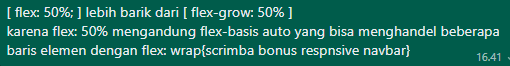 [ flex: 50%; ] lebih barik dari [ flex-grow: 50% ]
karena flex: 50% mengandung flex-basis auto yang bisa menghandel beberapa
baris elemen dengan flex: wrap{scrimba bonus respnsive navbar}
16.41